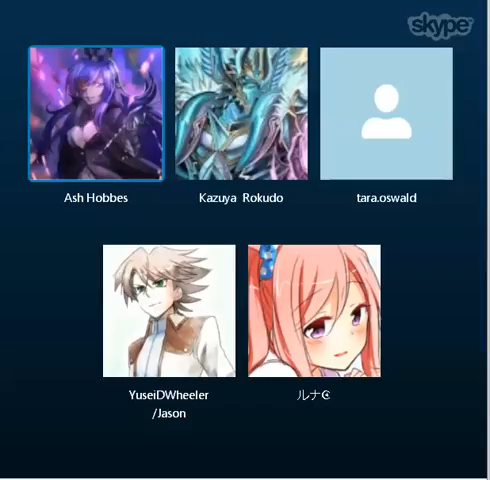 skype
Ash Hobbes
Kazuya Rokudo
tara.oswald
YuseiDWheeler
/Jason
ルナ